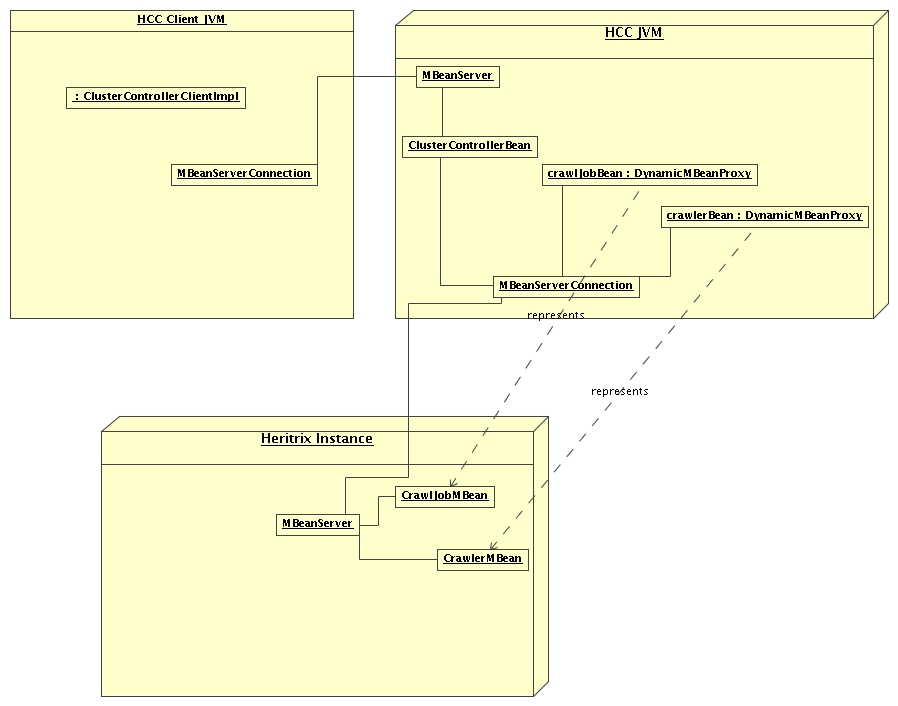 HCC Client JVM
HCC JVM
MBeanServer
: ClusterControllerClientImpl
ClusterControllerBean
MBeanServerConnection
crawlJobBean : DynamicMBeanProxy
crawlerBean : DynamicMBeanProxy
MBeanServerConnection
represents
represents
Heritrix Instance
CrawlJobMBean
MBeanServer
CrawlerMBean